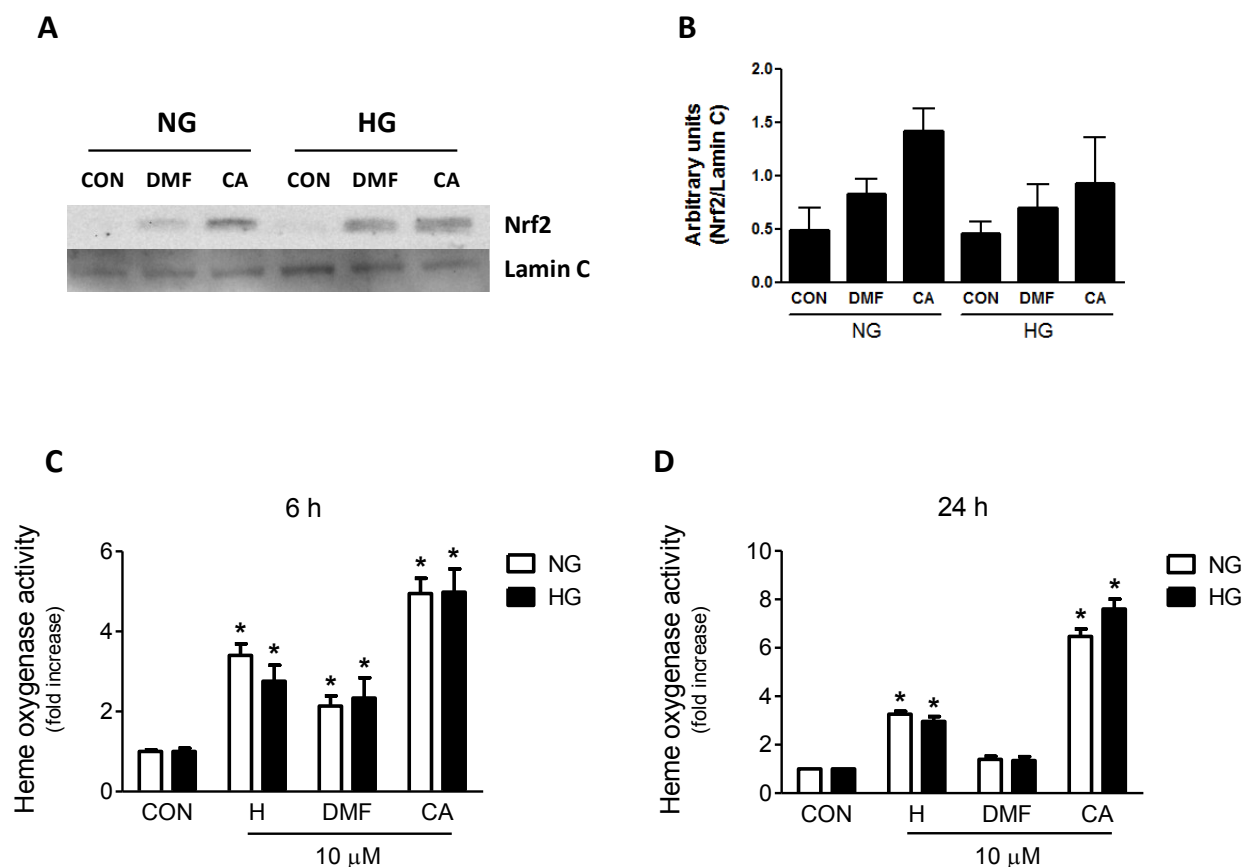 A
NG HG
CON DMF CA CON DMF CA
Nrf2
Lamin C
B
Arbitrary units
(Nrf2/Lamin C)
2.0
1.5
1.0
0.5
0.0
CON DMF CA CON DMF CA
NG HG
C
6 h
Heme oxygenase activity
(fold increase)
6
4
2
0
* * * * * *
NG
HG
CON H DMF CA
10 µM
D
24 h
Heme oxygenase activity
(fold increase)
10
8
6
4
2
0
* * * *
NG
HG
CON H DMF CA
10 µM